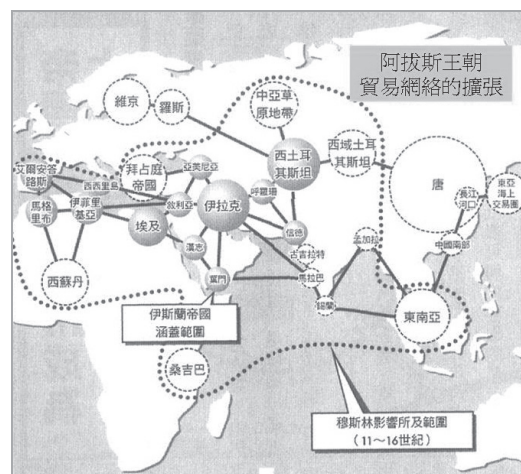 阿拔斯王朝
貿易網絡的擴張
維京
羅斯
中亞草
原地帶
西域土耳
其斯坦
西土耳
其斯坦
唐
長江
河口
東亞
海上
交易圈
中國南部
艾爾安答
路斯
西西里島
拜占庭
帝國
亞美尼亞
呼羅珊
馬格
里布
伊菲里
基亞
埃及
敘利亞
伊拉克
信德
古吉拉特
孟加拉
漢志
馬拉巴
西蘇丹
葉門
錫蘭
東南亞
伊斯蘭帝國
涵蓋範圍
桑吉巴
穆斯林影響所及範圍
(11~16世紀)